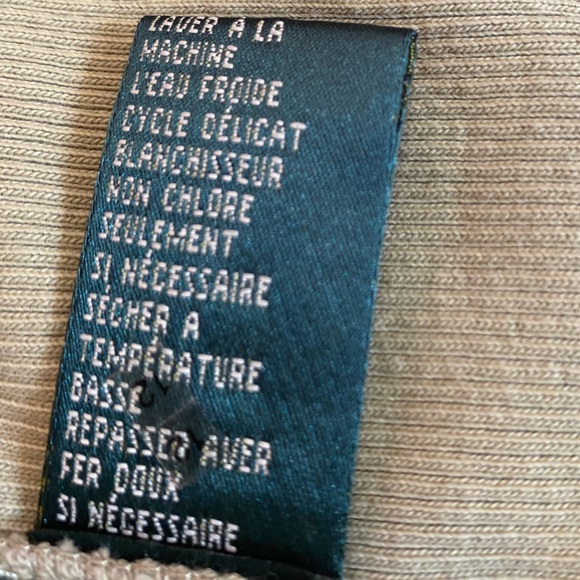 LAVER À LA
MACHINE
L'EAU FROIDE
CYCLE DÉLICAT
BLANCHISSEUR
NON CHLORE
SEULEMENT
SI NÉCESSAIRE
SÉCHER A
TEMPÉRATURE
BASSE
REPASSER AVER
FER DOUX
SI NÉCESSAIRE